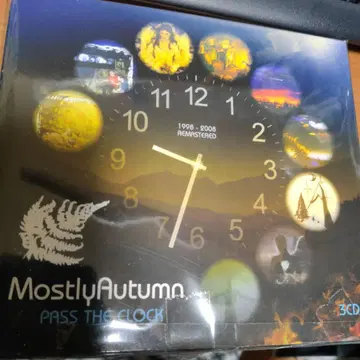 11 12 1
10 2
9 3
8 4
7 6 5
1998 - 2008
REMASTERED
MostlyAutumn
PASS THE CLOCK
3CD